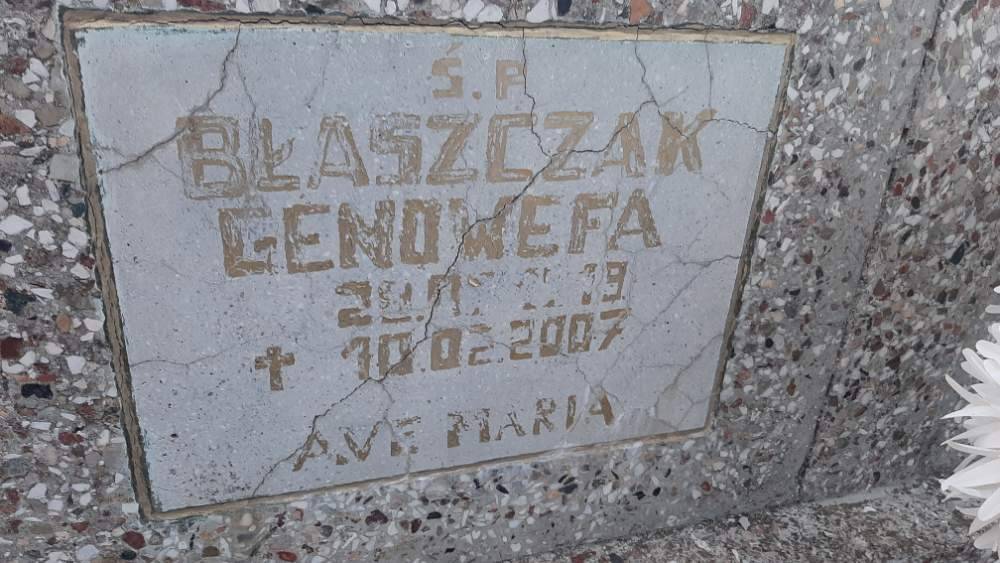 Ś.P
BŁASZCZAK
GENOWEFA
† 10.02.2007
AVE MARIA